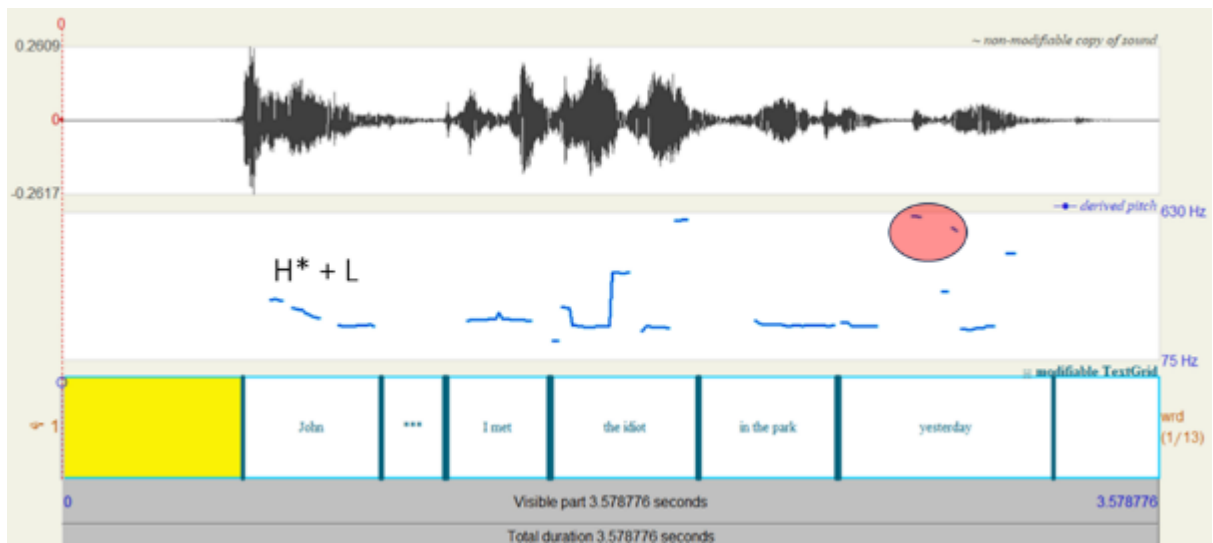 0
0.2609
~ non-modifiable copy of sound
0
-0.2617
derived pitch
630 Hz
H* + L
75 Hz
modifiable TextGrid
1
John
***
I met
the idiot
in the park
yesterday
wrd
(1/13)
0
Visible part 3.578776 seconds
3.578776
Total duration 3.578776 seconds